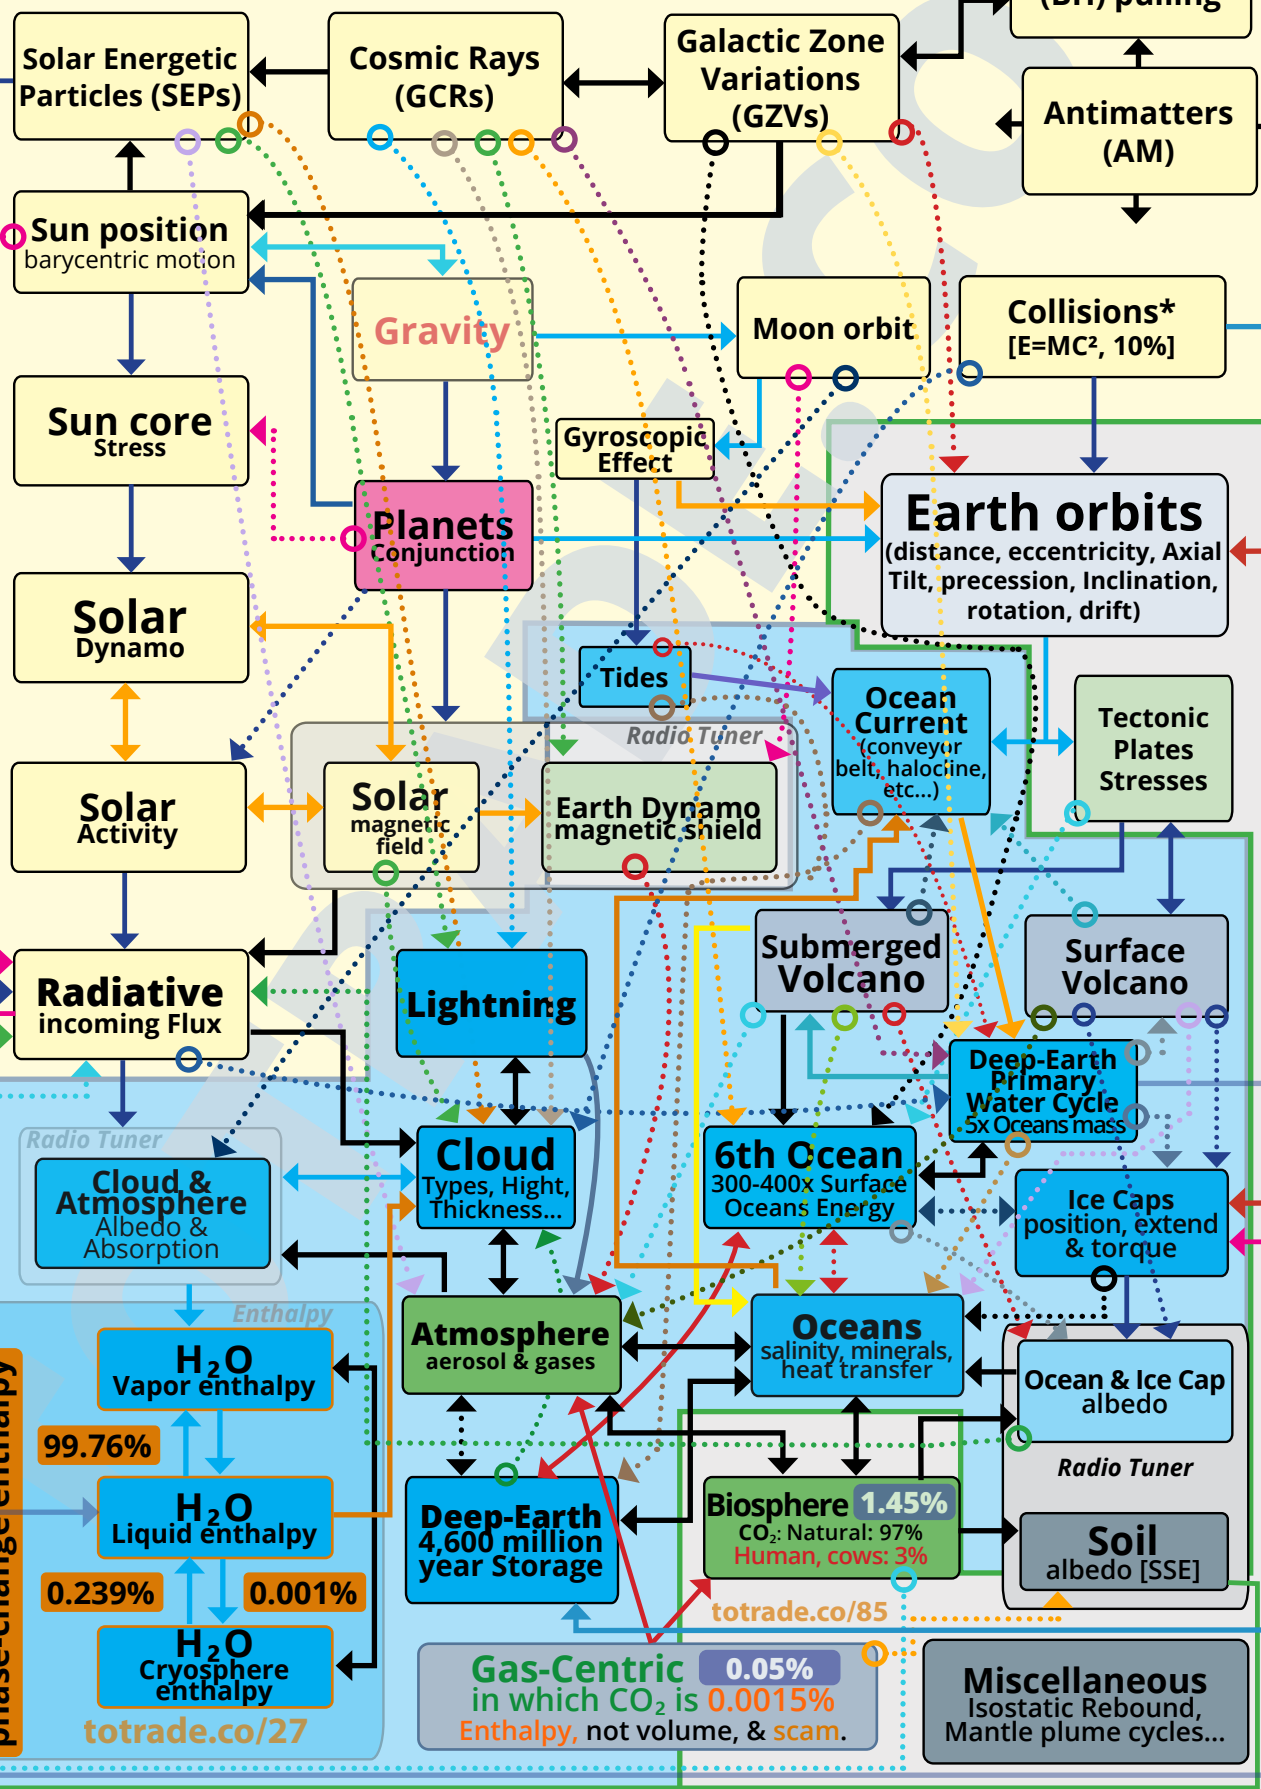 (BH) pulling
Solar Energetic
Particles (SEPs)
Cosmic Rays
(GCRs)
Galactic Zone
Variations
(GZVs)
Antimatters
(AM)
Sun position
barycentric motion
Gravity
Moon orbit
Collisions*
[E=MC², 10%]
Sun core
Stress
Gyroscopic
Effect
Planets
Conjunction
Earth orbits
(distance, eccentricity, Axial
Tilt, precession, Inclination,
rotation, drift)
Solar
Dynamo
Tides
Ocean
Current
(conveyor
belt, halocline,
etc...)
Tectonic
Plates
Stresses
Radio Tuner
Solar
Activity
Solar
magnetic
field
Earth Dynamo
magnetic shield
Submerged
Volcano
Surface
Volcano
Radiative
incoming Flux
Lightning
Deep-Earth
Primary
Water Cycle
5x Oceans mass
Radio Tuner
Cloud &
Atmosphere
Albedo &
Absorption
Cloud
Types, Hight,
Thickness...
6th Ocean
300-400x Surface
Oceans Energy
Ice Caps
position, extend
& torque
Enthalpy
H₂O
Vapor enthalpy
Atmosphere
aerosol & gases
Oceans
salinity, minerals,
heat transfer
Ocean & Ice Cap
albedo
99.76%
Radio Tuner
H₂O
Liquid enthalpy
Deep-Earth
4,600 million
year Storage
Biosphere 1.45%
CO₂: Natural: 97%
Human, cows: 3%
Soil
albedo [SSE]
0.239%
0.001%
totrade.co/85
H₂O
Cryosphere
enthalpy
totrade.co/27
phase-change enthalpy
Gas-Centric 0.05%
in which CO₂ is 0.0015%
Enthalpy, not volume, & scam.
Miscellaneous
Isostatic Rebound,
Mantle plume cycles...